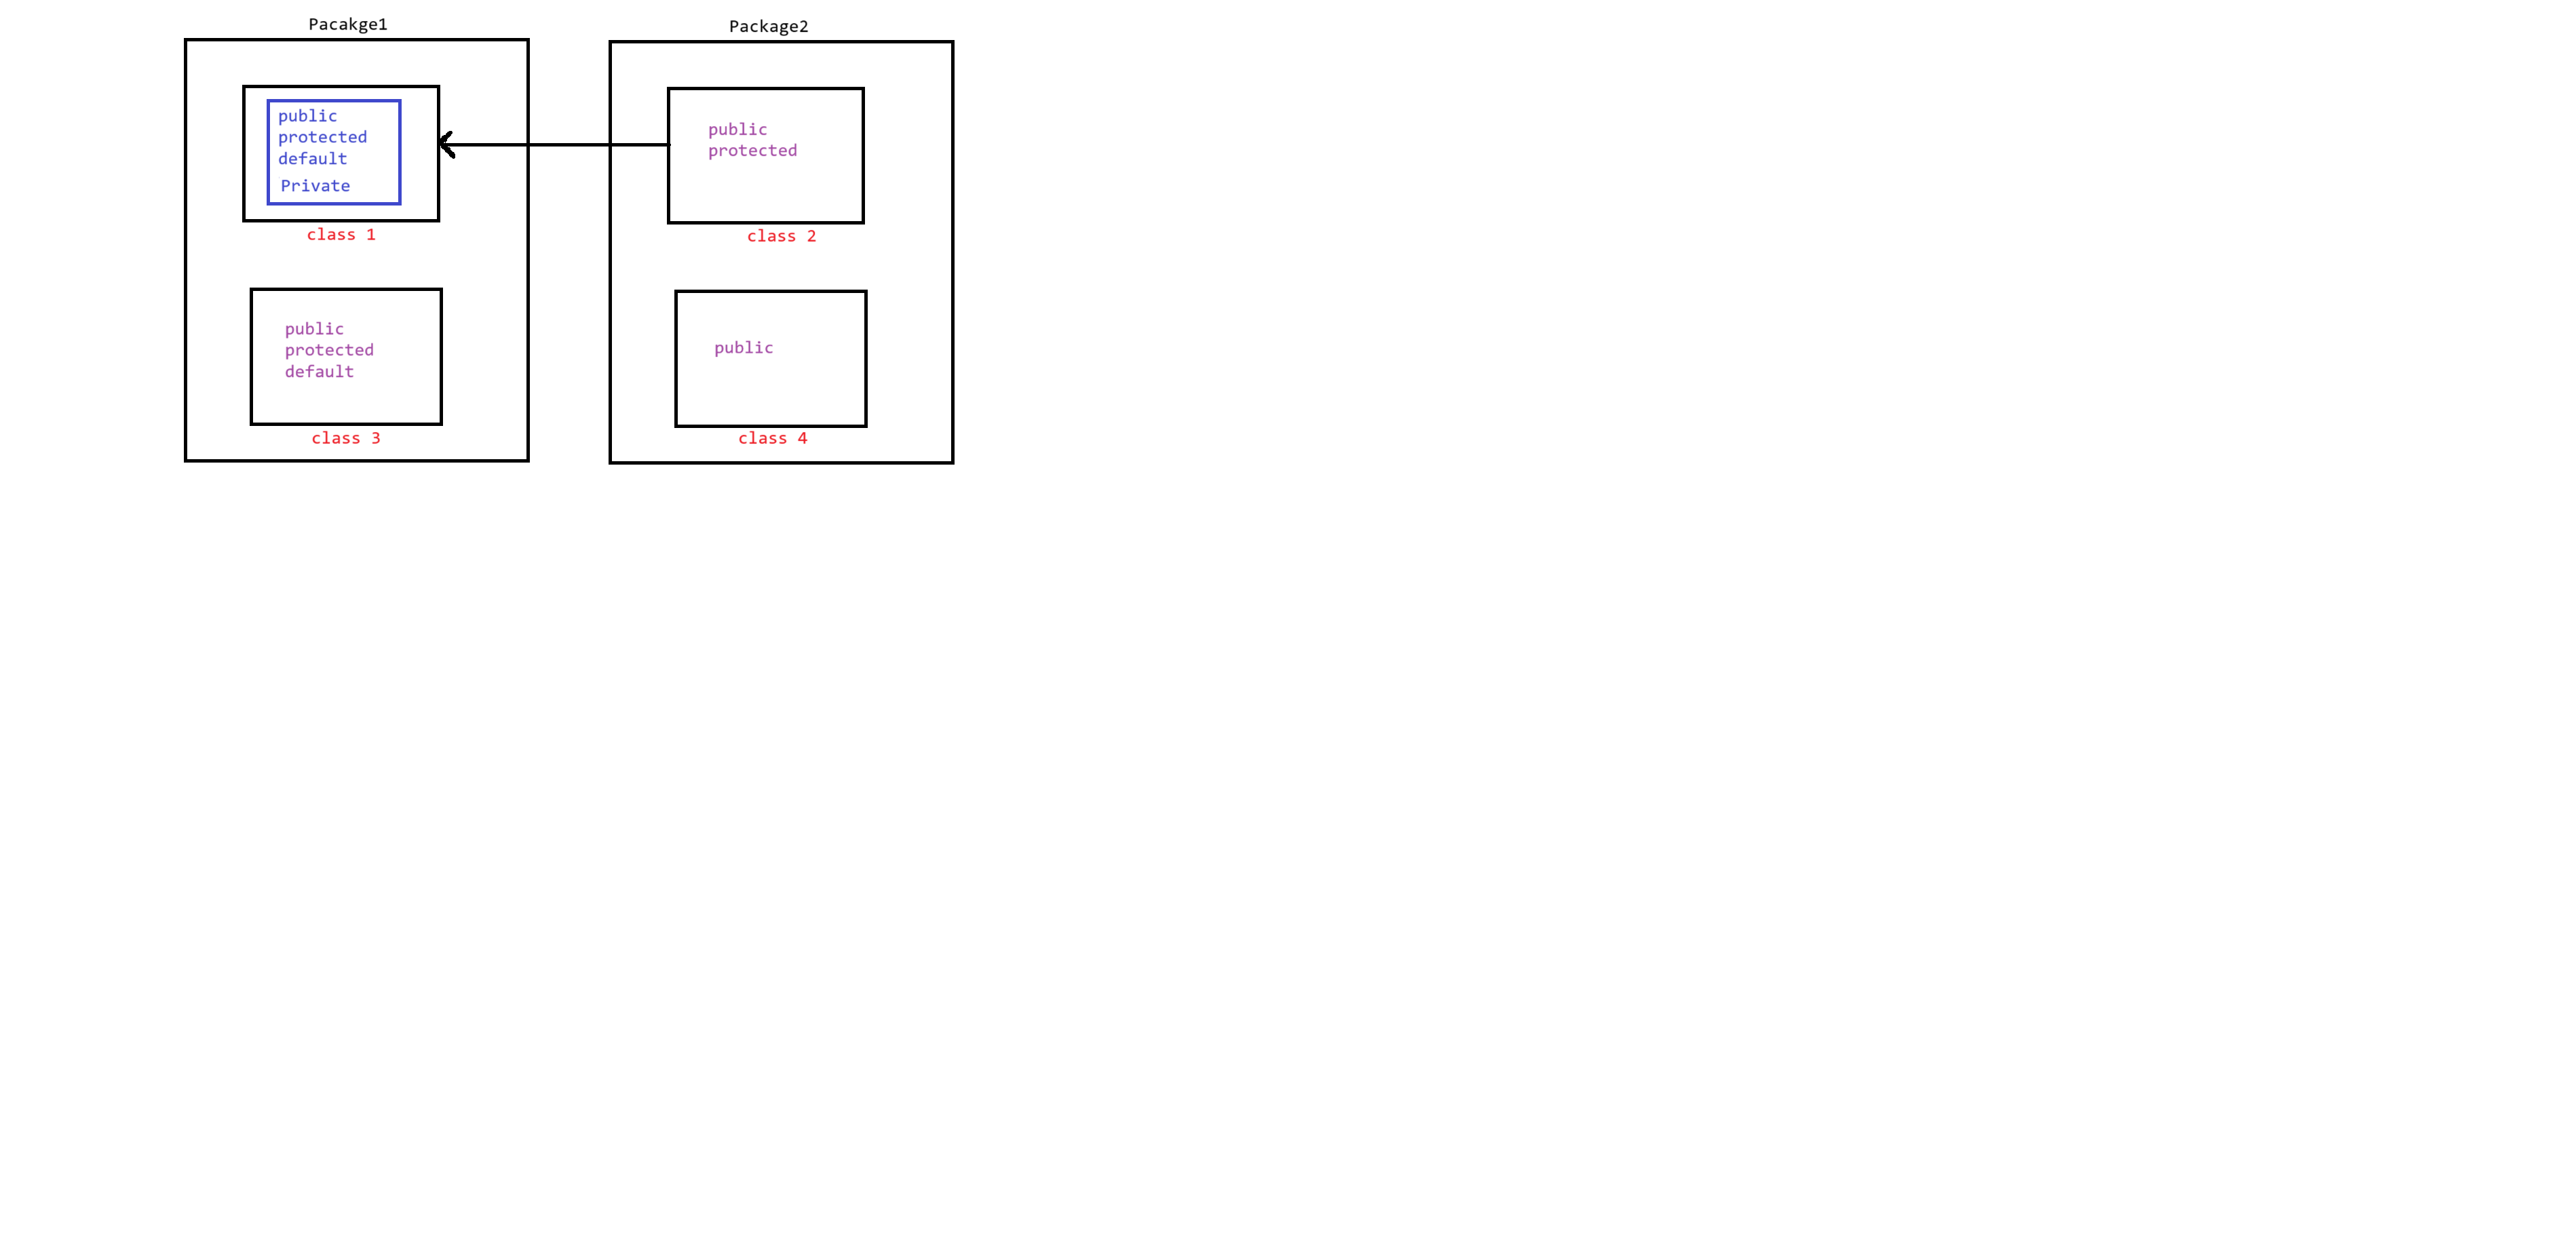 Pacakge1
public
protected
default
Private
class 1
public
protected
default
class 3
Package2
public
protected
class 2
public
class 4